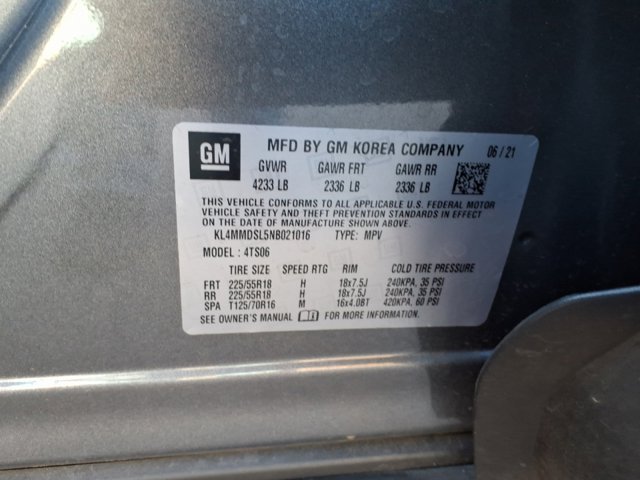 GM MFD BY GM KOREA COMPANY 06/21
GVWR GAWR FRT GAWR RR
4233 LB 2336 LB 2336 LB
THIS VEHICLE CONFORMS TO ALL APPLICABLE U.S. FEDERAL MOTOR
VEHICLE SAFETY AND THEFT PREVENTION STANDARDS IN EFFECT
ON THE DATE OF MANUFACTURE SHOWN ABOVE.
KL4MMDSL5NB021016 TYPE: MPV
MODEL: 4TS06
TIRE SIZE SPEED RTG RIM COLD TIRE PRESSURE
FRT 225/55R18 H 18x7.5J 240KPA, 35 PSI
RR 225/55R18 H 18x7.5J 240KPA, 35 PSI
SPA T125/70R16 M 16x4.0BT 420KPA, 60 PSI
SEE OWNER'S MANUAL FOR MORE INFORMATION